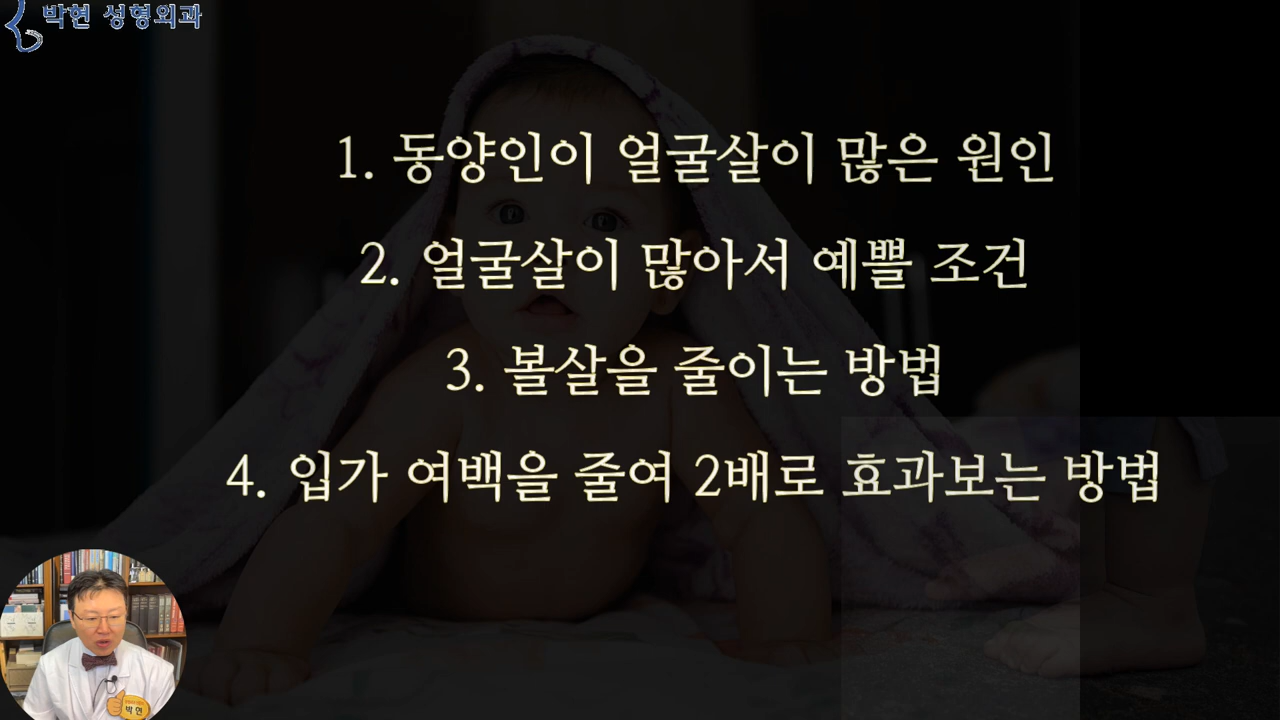 박현 성형외과
1. 동양인이 얼굴살이 많은 원인
2. 얼굴살이 많아서 예쁠 조건
3. 볼살을 줄이는 방법
4. 입가 여백을 줄여 2배로 효과보는 방법
박현